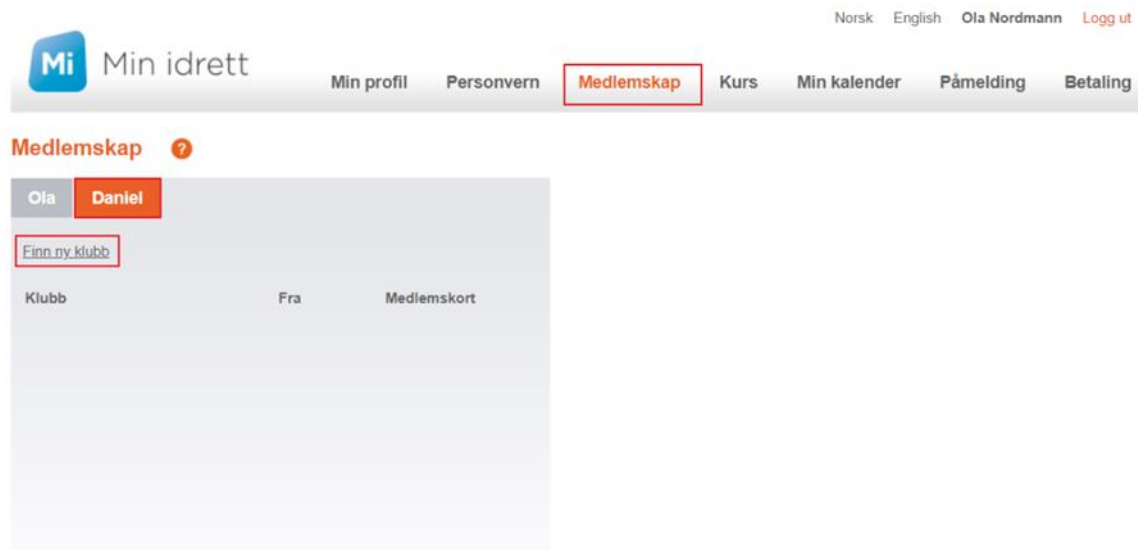 Norsk English Ola Nordmann Logg ut
Mi Min idrett
Min profil Personvern Medlemskap Kurs Min kalender Påmelding Betaling
Medlemskap ?
Ola Daniel
Finn ny klubb
Klubb Fra Medlemskort